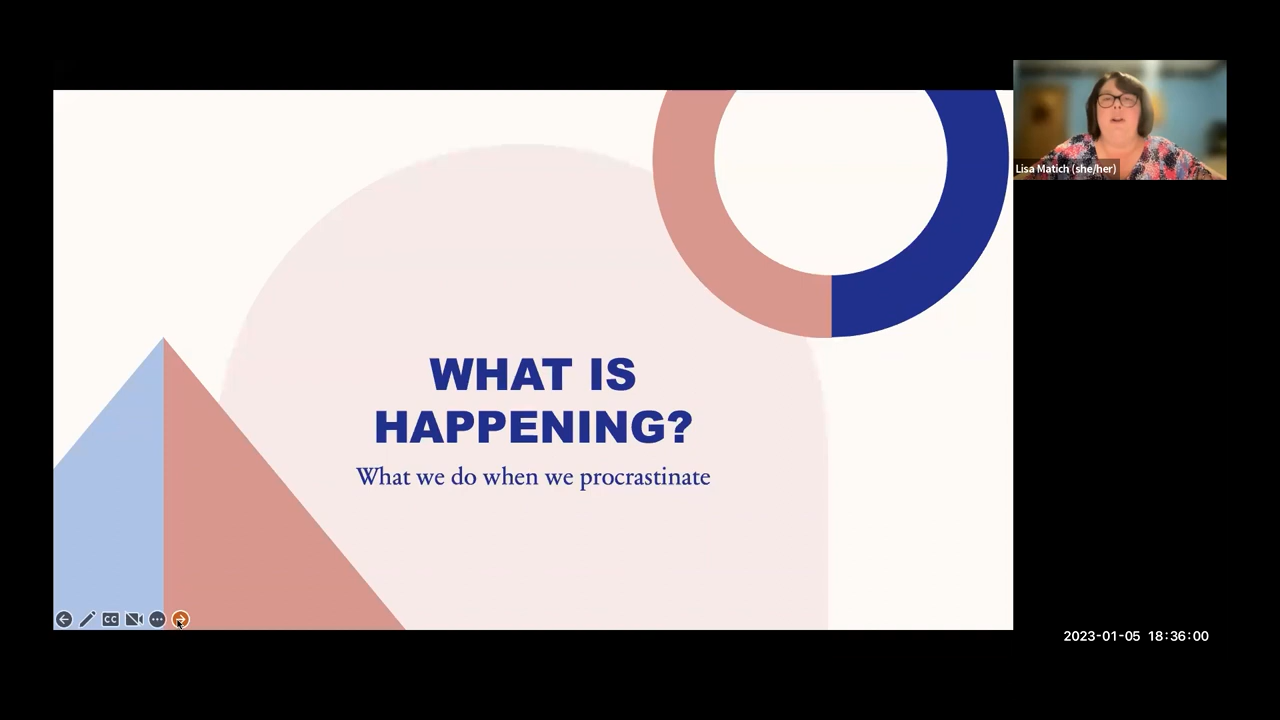 WHAT IS
HAPPENING?
What we do when we procrastinate
CC
Lisa Matich (she/her)
2023-01-05 18:36:00